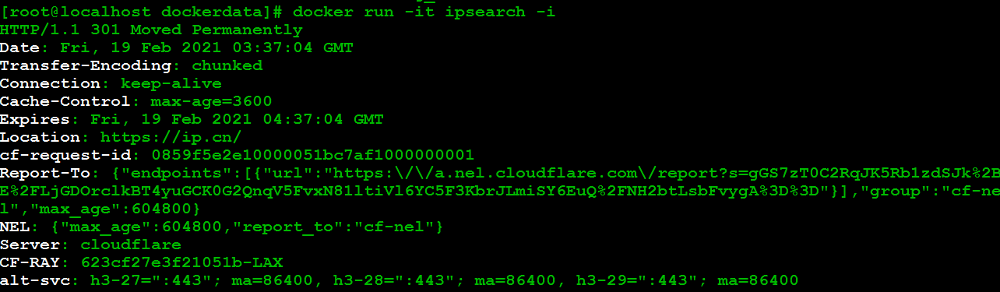 [root@localhost dockerdata]# docker run -it ipsearch -i
HTTP/1.1 301 Moved Permanently
Date: Fri, 19 Feb 2021 03:37:04 GMT
Transfer-Encoding: chunked
Connection: keep-alive
Cache-Control: max-age=3600
Expires: Fri, 19 Feb 2021 04:37:04 GMT
Location: https://ip.cn/
cf-request-id: 0859f5e2e10000051bc7af1000000001
Report-To: {"endpoints":[{"url":"https:\/\/a.nel.cloudflare.com\/report?s=gGS7zT0C2RqJK5Rb1zdSJk%2B
E%2FLjGDOrclkBT4yuGCK0G2QnqV5FvxN81ltiVl6YC5F3KbrJLmiSY6EuQ%2FNH2btLsbFvygA%3D%3D"}],"group":"cf-ne
l","max_age":604800}
NEL: {"max_age":604800,"report_to":"cf-nel"}
Server: cloudflare
CF-RAY: 623cf27e3f21051b-LAX
alt-svc: h3-27=":443"; ma=86400, h3-28=":443"; ma=86400, h3-29=":443"; ma=86400